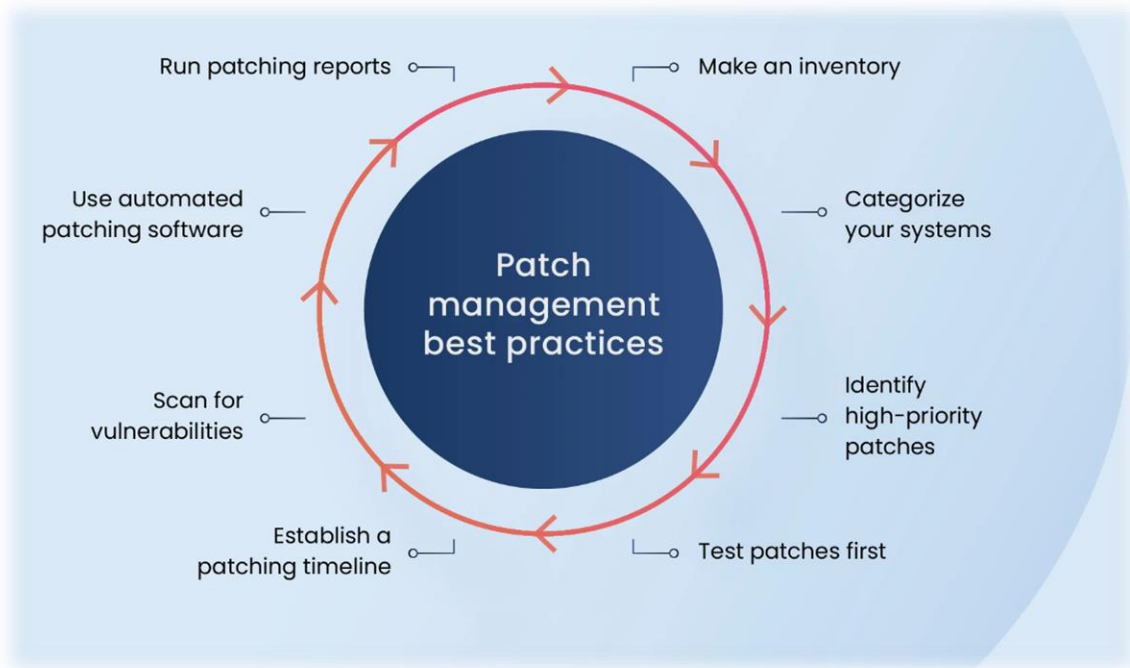 Patch
management
best practices
Make an inventory
Categorize
your systems
Identify
high-priority
patches
Test patches first
Establish a
patching timeline
Scan for
vulnerabilities
Use automated
patching software
Run patching reports